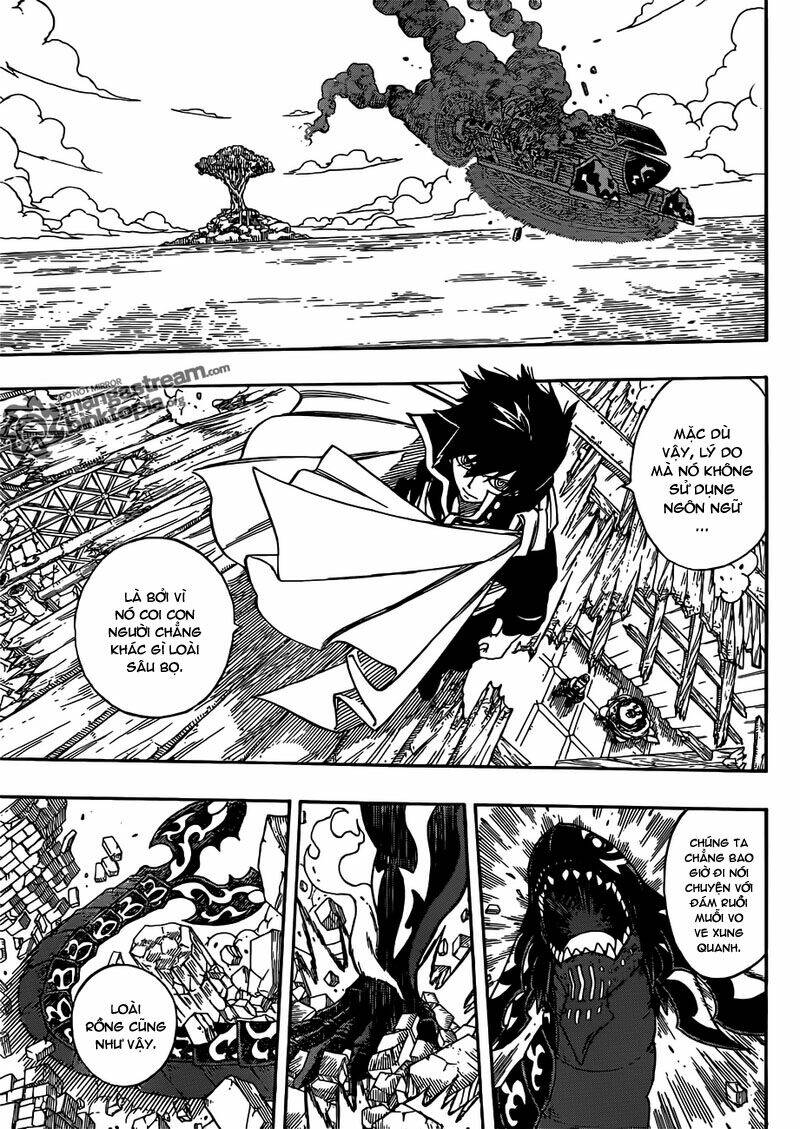 DO NOT MIRROR
mangastream.com
binktopia.org
MẶC DÙ
VẬY, LÝ DO
MÀ NÓ KHÔNG
SỬ DỤNG
NGÔN NGỮ
...
LÀ BỞI VÌ
NÓ COI CON
NGƯỜI CHẲNG
KHÁC GÌ LOÀI
SÂU BỌ.
CHÚNG TA
CHẲNG BAO
GIỜ ĐI NÓI
CHUYỆN VỚI
ĐÁM RUỒI
MUỖI VO
VE XUNG
QUANH.
LOÀI
RỒNG CŨNG
NHƯ VẬY.